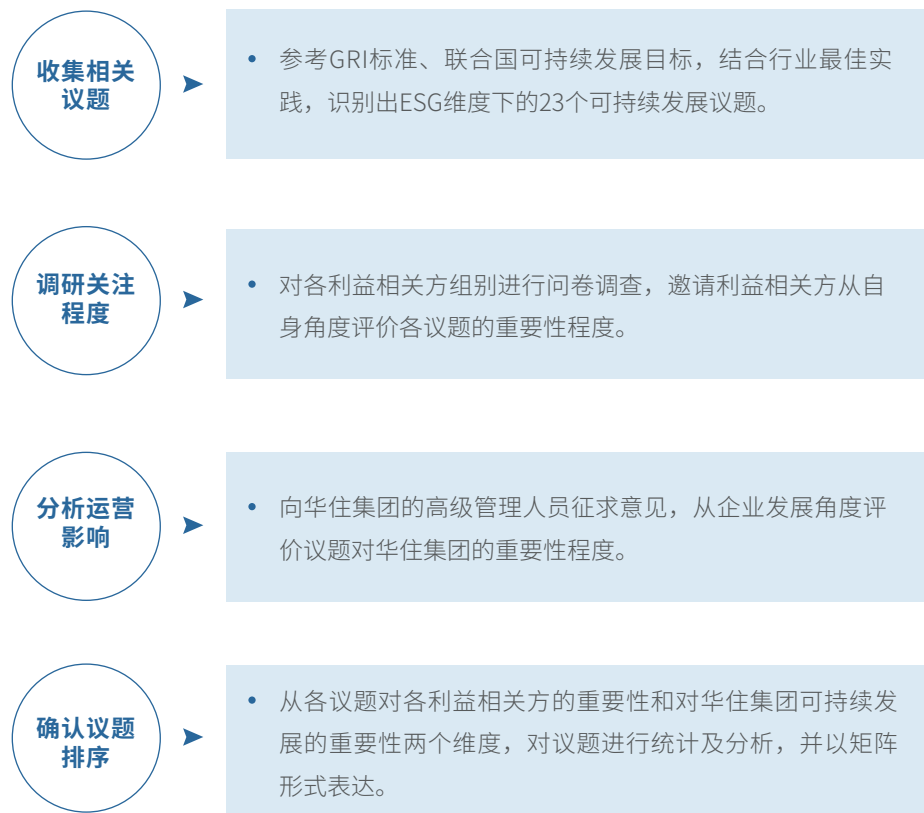 收集相关
议题
• 参考GRI标准、联合国可持续发展目标，结合行业最佳实
践，识别出ESG维度下的23个可持续发展议题。
调研关注
程度
• 对各利益相关方组别进行问卷调查，邀请利益相关方从自
身角度评价各议题的重要性程度。
分析运营
影响
• 向华住集团的高级管理人员征求意见，从企业发展角度评
价议题对华住集团的重要性程度。
确认议题
排序
• 从各议题对各利益相关方的重要性和对华住集团可持续发
展的重要性两个维度，对议题进行统计及分析，并以矩阵
形式表达。